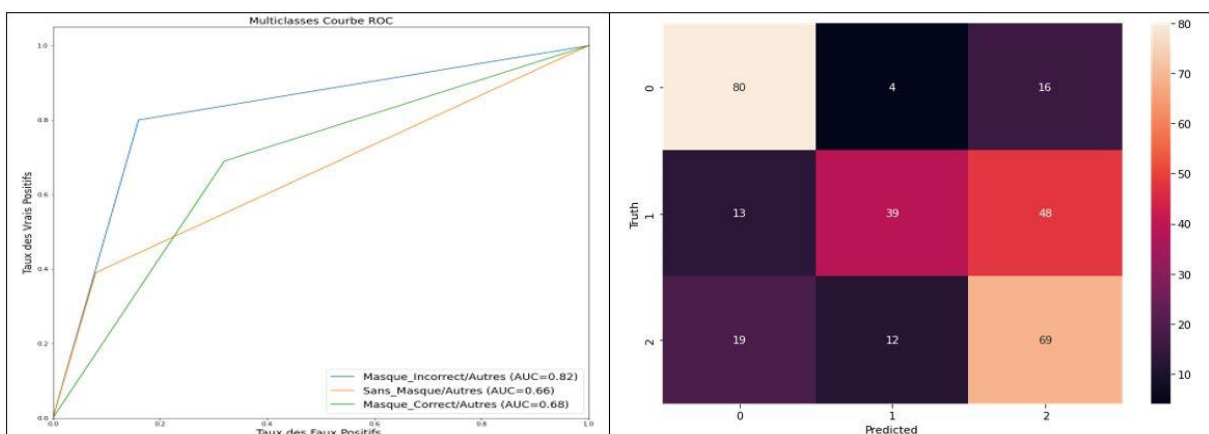 Multiclasses Courbe ROC
1.0
0.8
0.6
0.4
0.2
0.0
Taux des Vrais Positifs
0.0
0.2
0.4
0.6
0.8
1.0
Taux des Faux Positifs
Masque_Incorrect/Autres (AUC=0.82)
Sans_Masque/Autres (AUC=0.66)
Masque_Correct/Autres (AUC=0.68)
Truth
0
80 4 16
1
13 39 48
2
19 12 69
0 1 2
Predicted
80
70
60
50
40
30
20
10